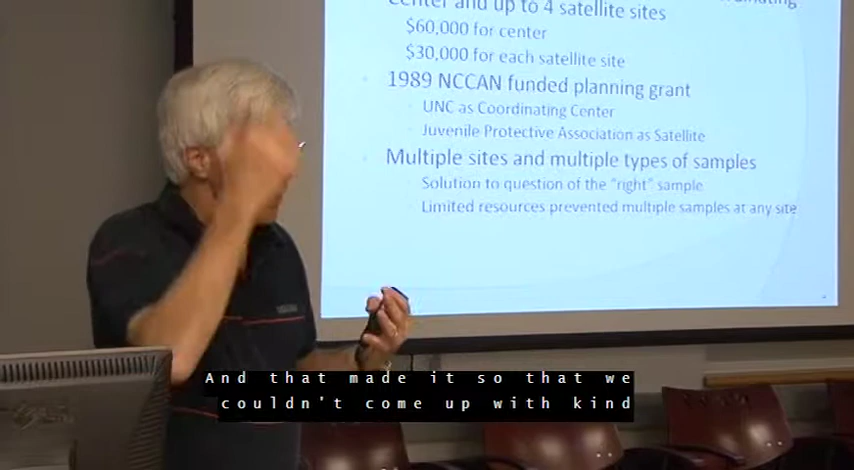 Center and up to 4 satellite sites
$60,000 for center
$30,000 for each satellite site
1989 NCCAN funded planning grant
UNC as Coordinating Center
Juvenile Protective Association as Satellite
Multiple sites and multiple types of samples
Solution to question of the "right" sample
Limited resources prevented multiple samples at any site
And that made it so that we
couldn't come up with kind